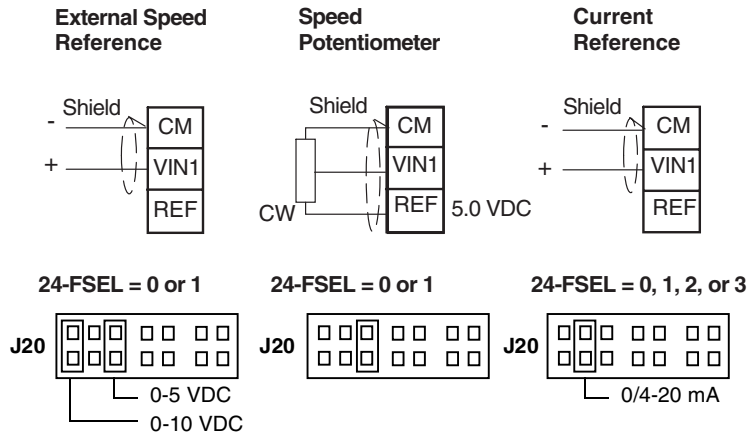 External Speed
Reference
Speed
Potentiometer
Current
Reference
Shield
-
+
CM
VIN1
REF
Shield
CW
CM
VIN1
REF
5.0 VDC
Shield
-
+
CM
VIN1
REF
24-FSEL = 0 or 1
24-FSEL = 0 or 1
24-FSEL = 0, 1, 2, or 3
J20
0-5 VDC
0-10 VDC
J20
J20
0/4-20 mA